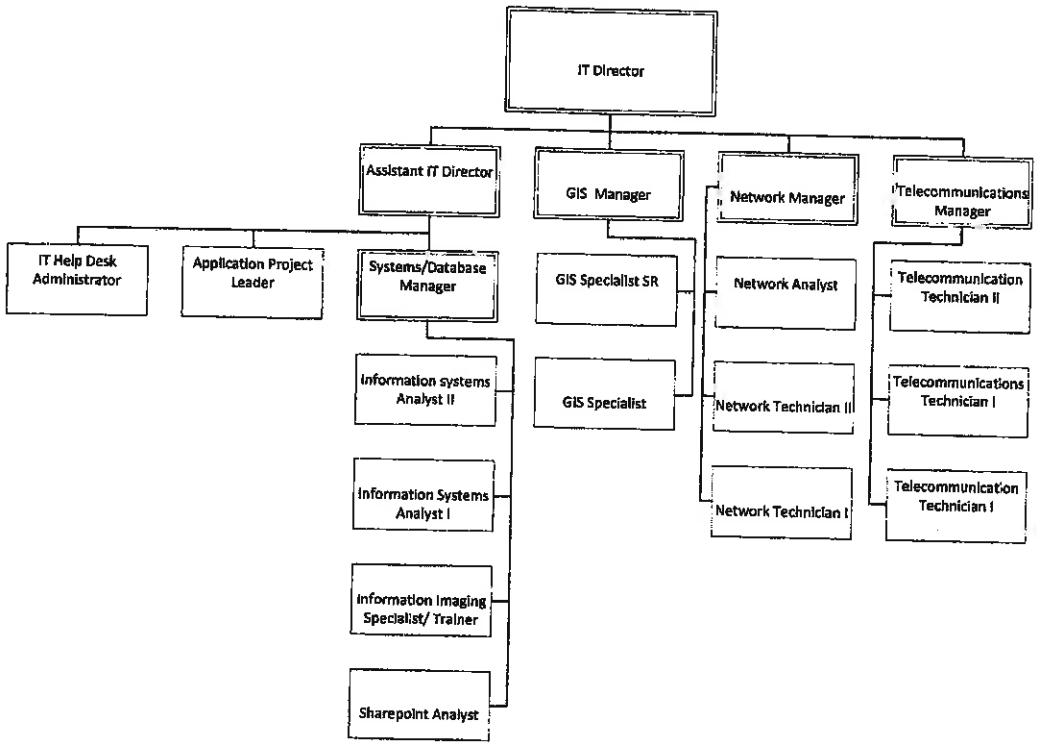 IT Director
Assistant IT Director
GIS Manager
Network Manager
Telecommunications
Manager
IT Help Desk
Administrator
Application Project
Leader
Systems/Database
Manager
GIS Specialist SR
Network Analyst
Telecommunication
Technician II
Information systems
Analyst II
GIS Specialist
Network Technician II
Telecommunications
Technician I
Information Systems
Analyst I
Network Technician I
Telecommunication
Technician I
Information Imaging
Specialist/ Trainer
Sharepoint Analyst